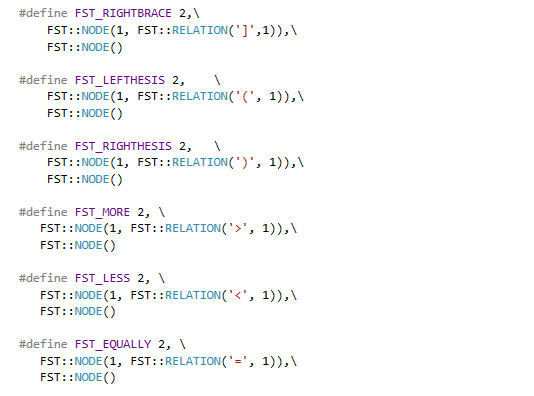 #define FST_RIGHTBRACE 2,\
FST::NODE(1, FST::RELATION(']',1)),\
FST::NODE()
#define FST_LEFTHESIS 2, \
FST::NODE(1, FST::RELATION('(', 1)),\
FST::NODE()
#define FST_RIGHTHESIS 2, \
FST::NODE(1, FST::RELATION(')', 1)),\
FST::NODE()
#define FST_MORE 2, \
FST::NODE(1, FST::RELATION('>', 1)),\
FST::NODE()
#define FST_LESS 2, \
FST::NODE(1, FST::RELATION('<', 1)),\
FST::NODE()
#define FST_EQUALLY 2, \
FST::NODE(1, FST::RELATION('=', 1)),\
FST::NODE()